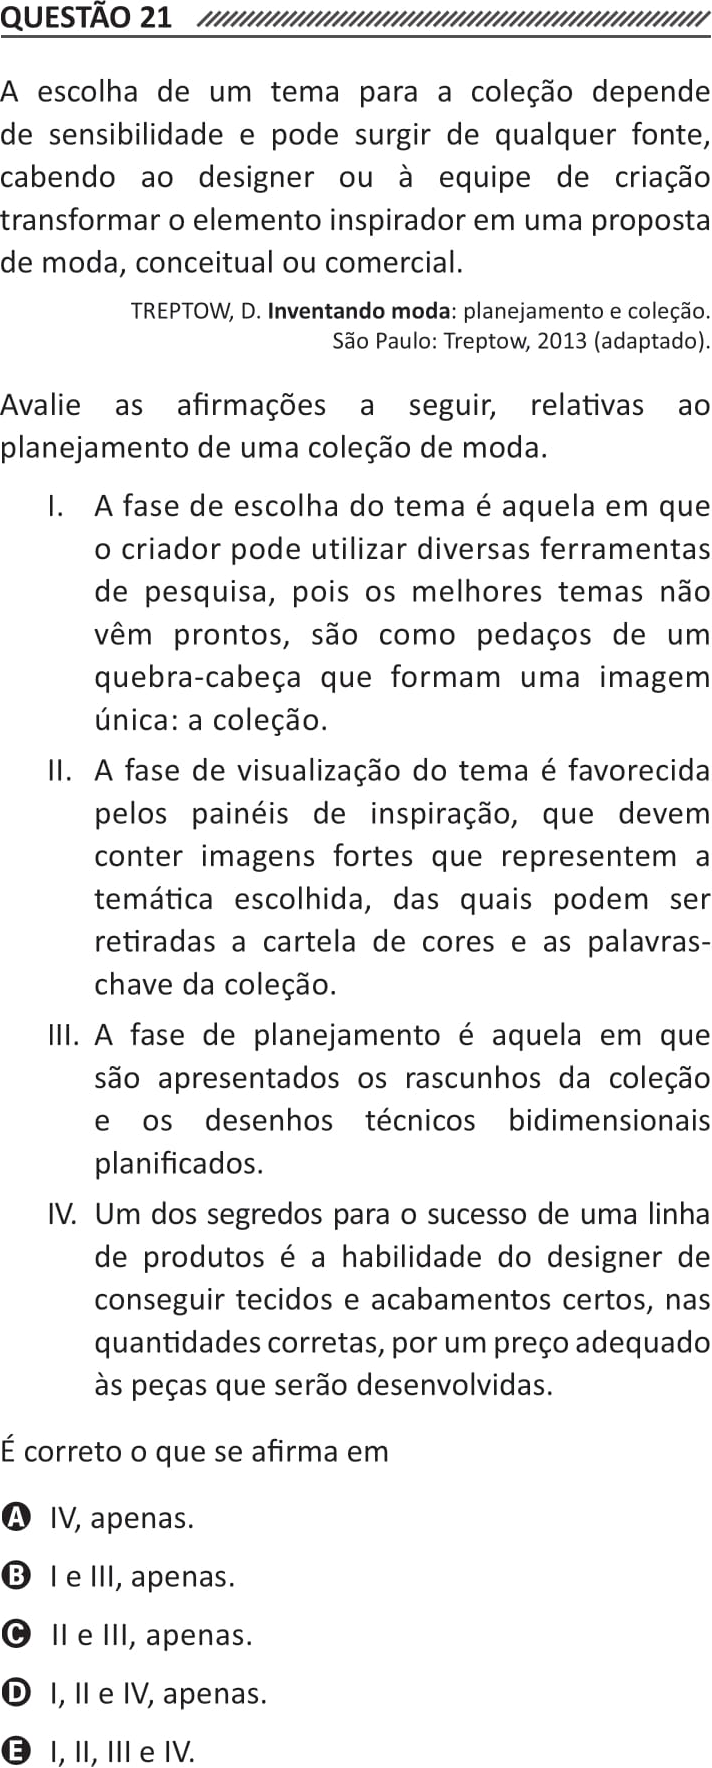 QUESTÃO 21
A escolha de um tema para a coleção depende
de sensibilidade e pode surgir de qualquer fonte,
cabendo ao designer ou à equipe de criação
transformar o elemento inspirador em uma proposta
de moda, conceitual ou comercial.
TREPTOW, D. Inventando moda: planejamento e coleção.
São Paulo: Treptow, 2013 (adaptado).
Avalie as afirmações a seguir, relativas ao
planejamento de uma coleção de moda.
I. A fase de escolha do tema é aquela em que
o criador pode utilizar diversas ferramentas
de pesquisa, pois os melhores temas não
vêm prontos, são como pedaços de um
quebra-cabeça que formam uma imagem
única: a coleção.
II. A fase de visualização do tema é favorecida
pelos painéis de inspiração, que devem
conter imagens fortes que representem a
temática escolhida, das quais podem ser
retiradas a cartela de cores e as palavras-
chave da coleção.
III. A fase de planejamento é aquela em que
são apresentados os rascunhos da coleção
e os desenhos técnicos bidimensionais
planificados.
IV. Um dos segredos para o sucesso de uma linha
de produtos é a habilidade do designer de
conseguir tecidos e acabamentos certos, nas
quantidades corretas, por um preço adequado
às peças que serão desenvolvidas.
É correto o que se afirma em
A IV, apenas.
B I e III, apenas.
C II e III, apenas.
D I, II e IV, apenas.
E I, II, III e IV.